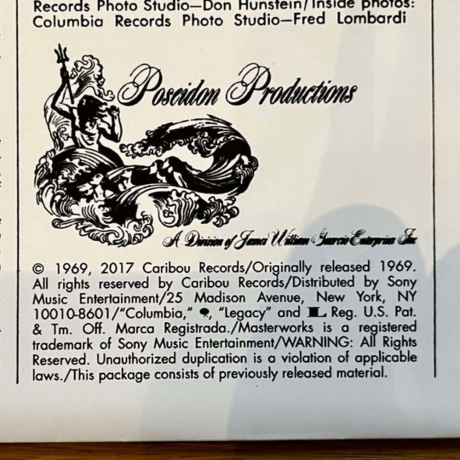 Records Photo Studio—Don Hunstein/Inside photos:
Columbia Records Photo Studio—Fred Lombardi
Poseidon Productions
A Division of James William Guercio Enterprises Inc
© 1969, 2017 Caribou Records/Originally released 1969.
All rights reserved by Caribou Records/Distributed by Sony
Music Entertainment/25 Madison Avenue, New York, NY
10010-8601/“Columbia,” , “Legacy” and L Reg. U.S. Pat.
& Tm. Off. Marca Registrada./Masterworks is a registered
trademark of Sony Music Entertainment/WARNING: All Rights
Reserved. Unauthorized duplication is a violation of applicable
laws./This package consists of previously released material.